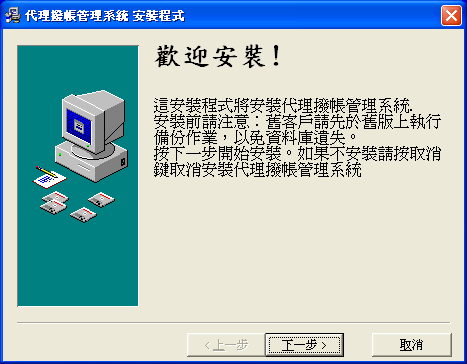 代理撥帳管理系統 安裝程式
歡迎安裝!
這安裝程式將安裝代理撥帳管理系統.
安裝前請注意：舊客戶請先於舊版上執行
備份作業，以免資料庫遺失。
按下一步開始安裝。如果不安裝請按取消
鍵取消安裝代理撥帳管理系統
<上一步
下一步>
取消